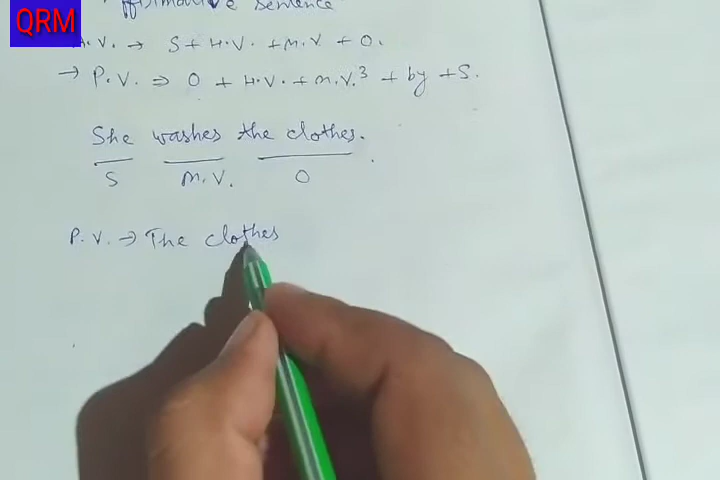 QRM
Affirmative sentence
A.V. → S + H.V. + M.V + O.
→ P.V. ⇒ O + H.V. + M.V.³ + by + S.
She washes the clothes.
S M.V. O
P.V. → The clothes